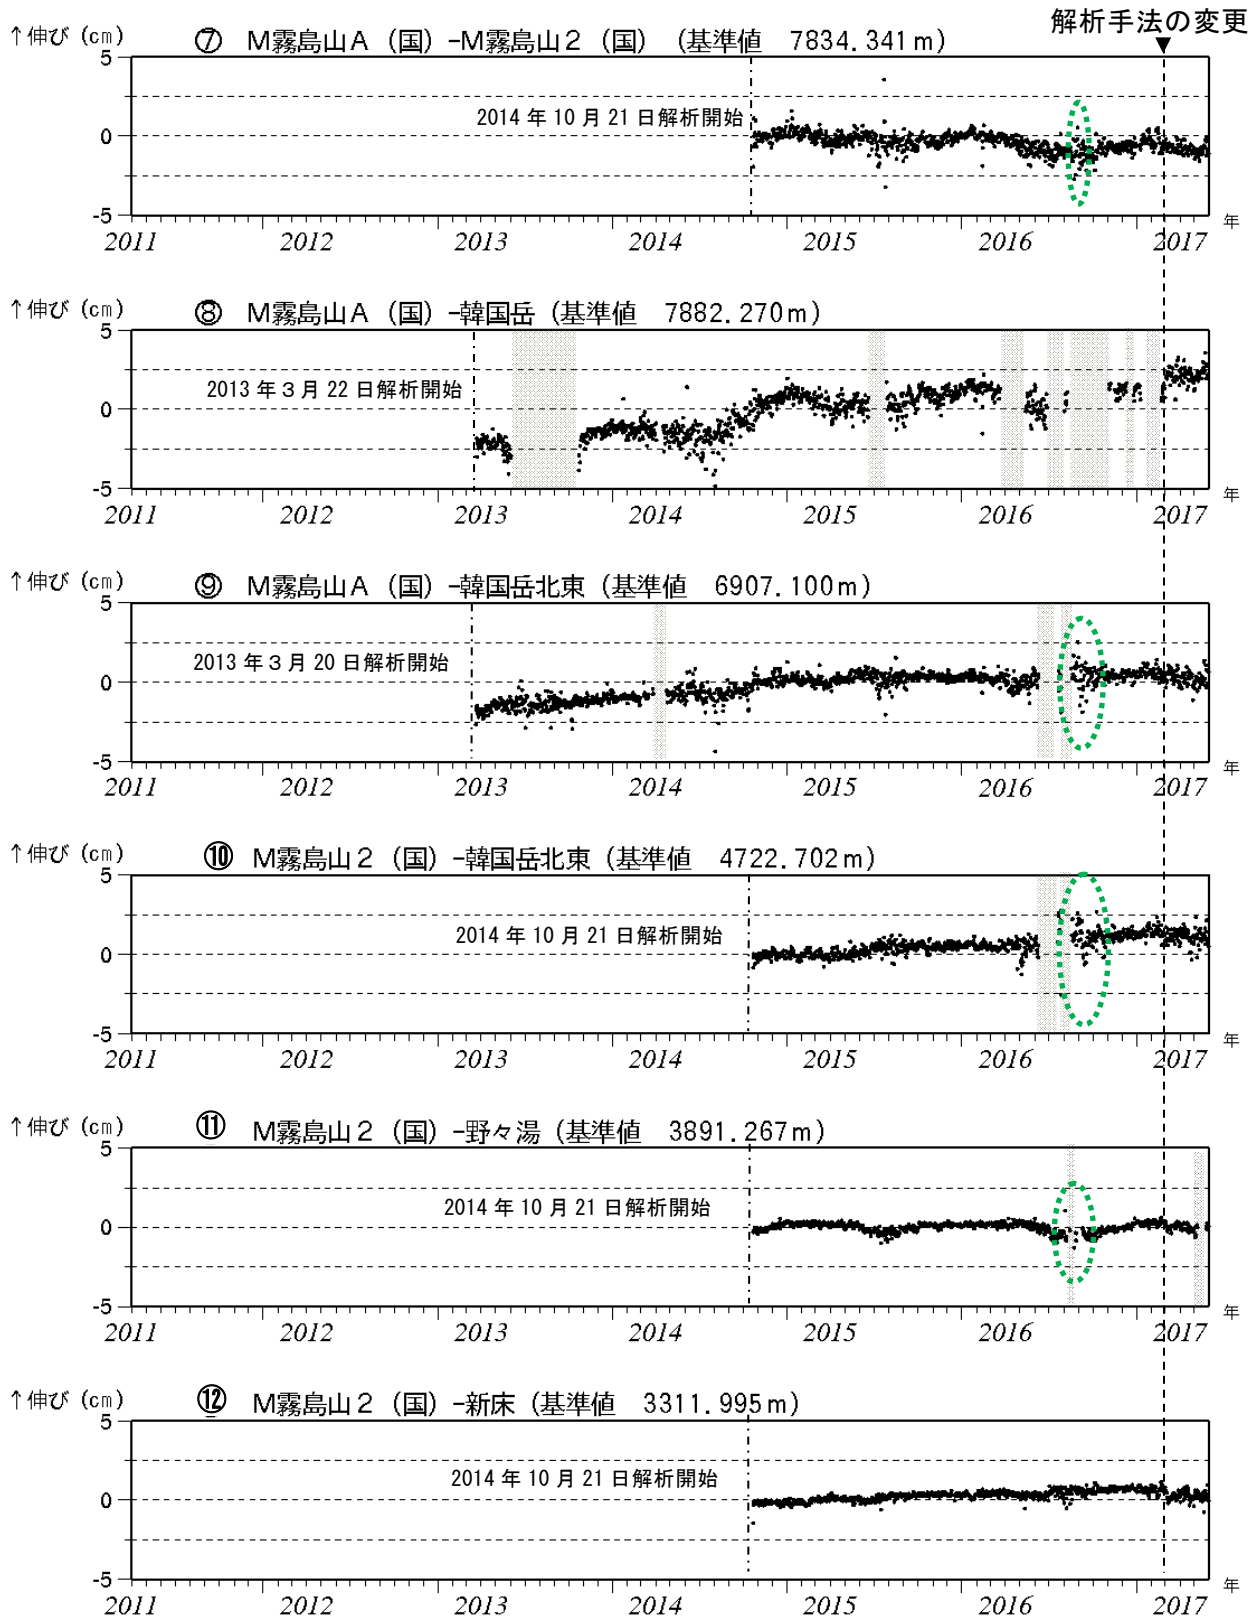 解析手法の変更
▼
↑伸び (cm) ⑦ M霧島山A (国) -M霧島山2 (国) (基準値 7834.341m)
5
2014年10月21日解析開始
0
-5
年
2011 2012 2013 2014 2015 2016 2017
↑伸び (cm) ⑧ M霧島山A (国) -韓国岳 (基準値 7882.270m)
5
2013年3月22日解析開始
0
-5
年
2011 2012 2013 2014 2015 2016 2017
↑伸び (cm) ⑨ M霧島山A (国) -韓国岳北東 (基準値 6907.100m)
5
2013年3月20日解析開始
0
-5
年
2011 2012 2013 2014 2015 2016 2017
↑伸び (cm) ⑩ M霧島山2 (国) -韓国岳北東 (基準値 4722.702m)
5
2014年10月21日解析開始
0
-5
年
2011 2012 2013 2014 2015 2016 2017
↑伸び (cm) ⑪ M霧島山2 (国) -野々湯 (基準値 3891.267m)
5
2014年10月21日解析開始
0
-5
年
2011 2012 2013 2014 2015 2016 2017
↑伸び (cm) ⑫ M霧島山2 (国) -新床 (基準値 3311.995m)
5
2014年10月21日解析開始
0
-5
年
2011 2012 2013 2014 2015 2016 2017